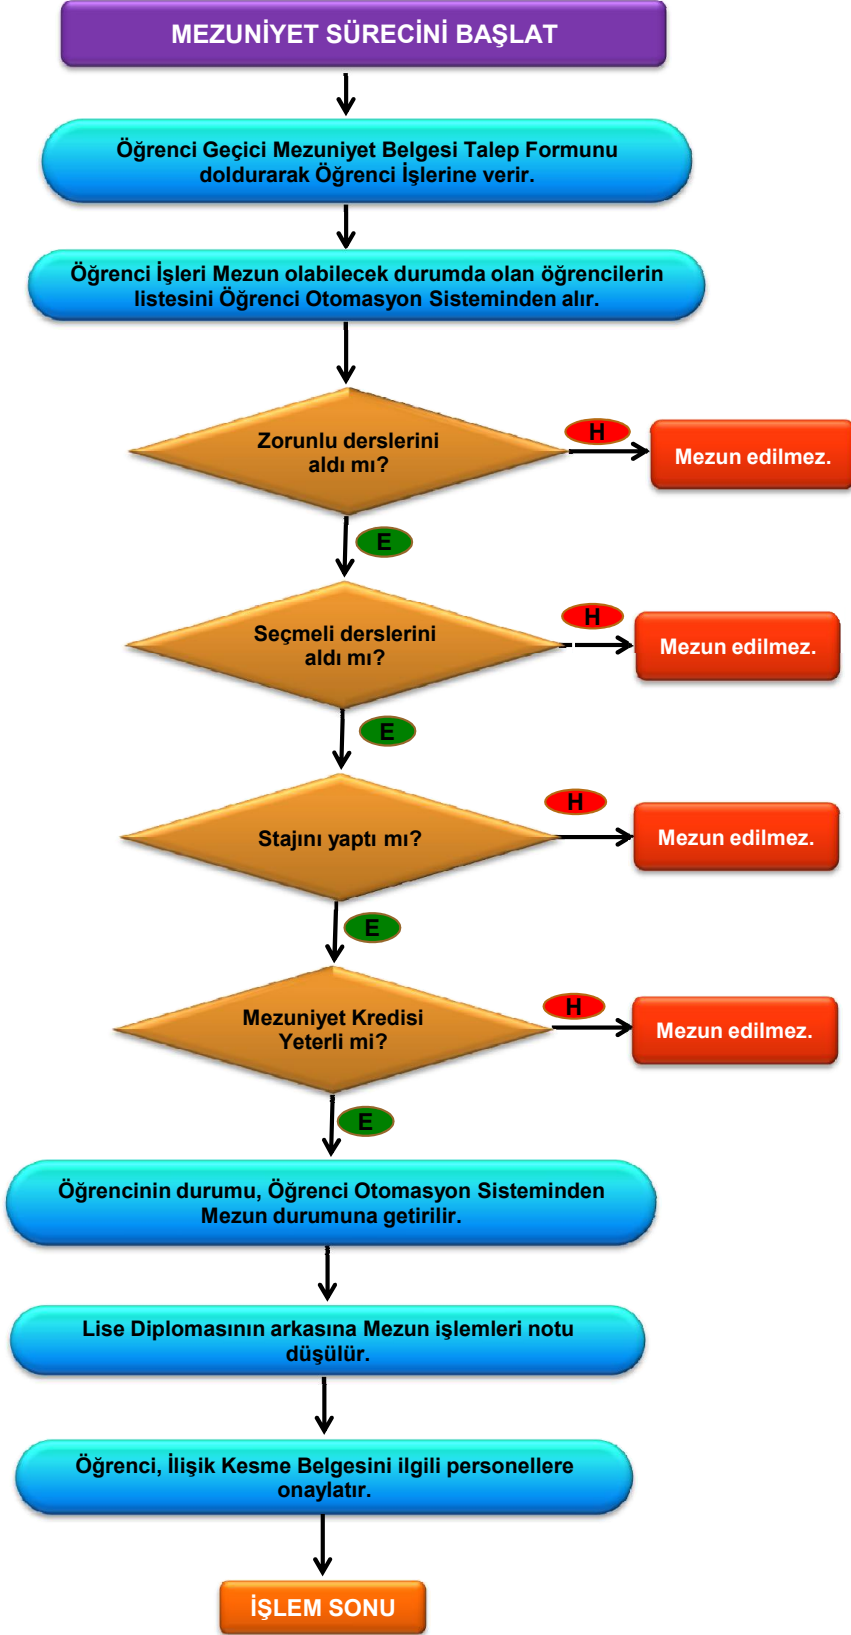 MEZUNİYET SÜRECİNİ BAŞLAT
Öğrenci Geçici Mezuniyet Belgesi Talep Formunu
doldurarak Öğrenci İşlerine verir.
Öğrenci İşleri Mezun olabilecek durumda olan öğrencilerin
listesini Öğrenci Otomasyon Sisteminden alır.
Zorunlu derslerini
aldı mı?
H
Mezun edilmez.
E
Seçmeli derslerini
aldı mı?
H
Mezun edilmez.
E
Stajını yaptı mı?
H
Mezun edilmez.
E
Mezuniyet Kredisi
Yeterli mi?
H
Mezun edilmez.
E
Öğrencinin durumu, Öğrenci Otomasyon Sisteminden
Mezun durumuna getirilir.
Lise Diplomasının arkasına Mezun işlemleri notu
düşülür.
Öğrenci, İlişik Kesme Belgesini ilgili personellere
onaylatır.
İŞLEM SONU